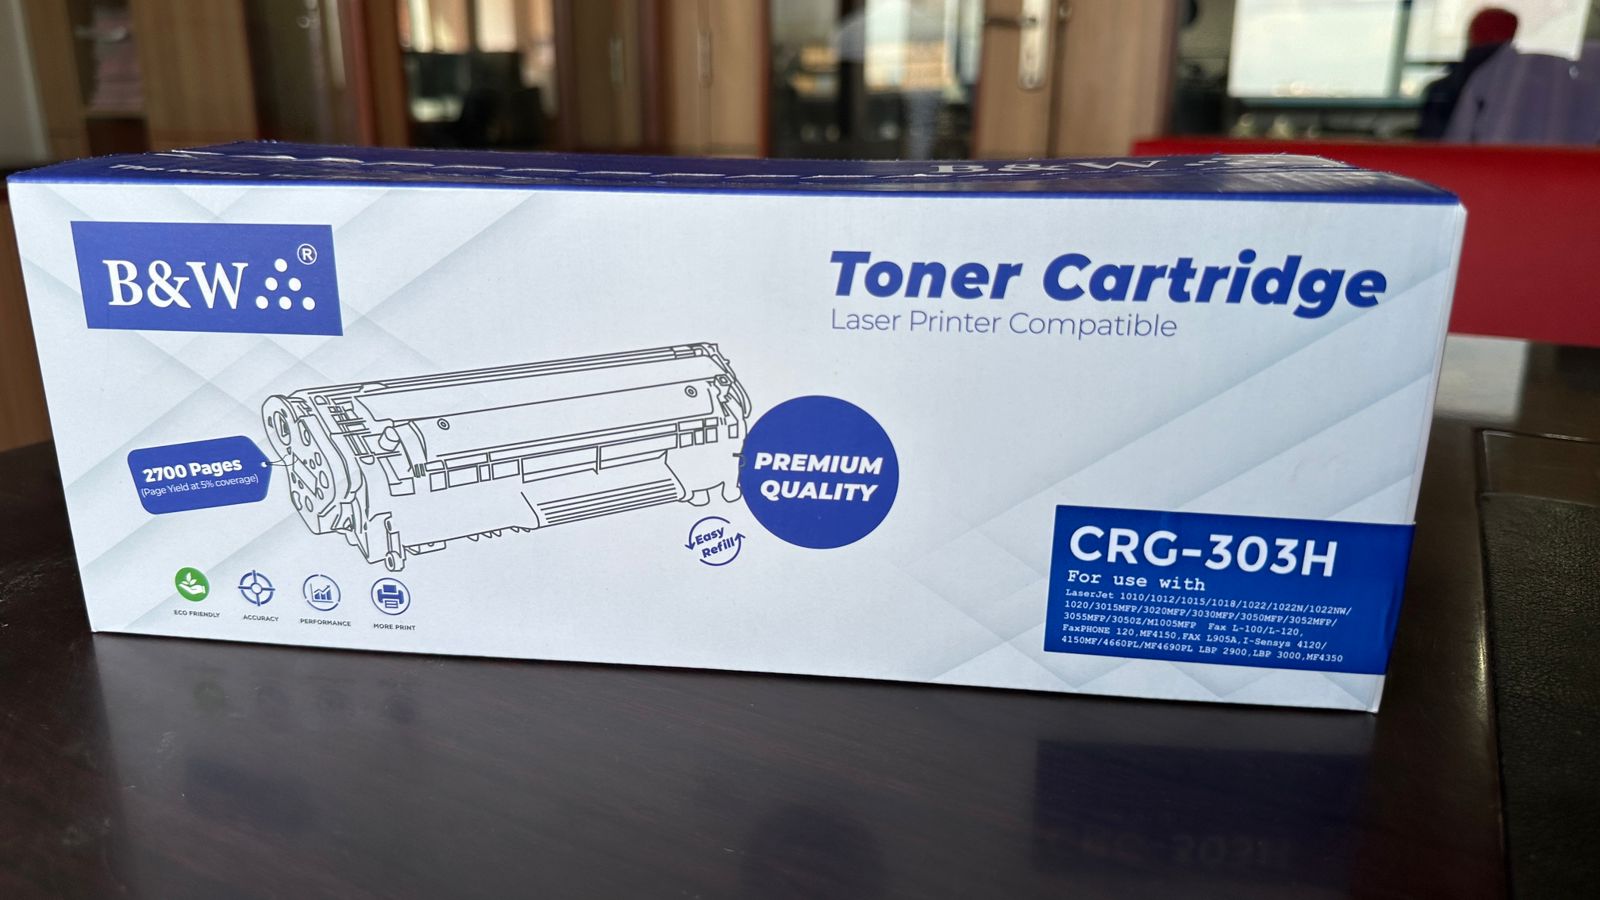 B&W
B&W ®
Toner Cartridge
Laser Printer Compatible
2700 Pages
(Page Yield at 5% coverage)
PREMIUM
QUALITY
Easy
Refill
ECO FRIENDLY
ACCURACY
PERFORMANCE
MORE PRINT
CRG-303H
For use with
LaserJet 1010/1012/1015/1018/1022/1022N/1022NW/
1020/3015MFP/3020MFP/3030MFP/3050MFP/3052MFP/
3055MFP/3050Z/M1005MFP Fax L-100/L-120,
FaxPHONE 120,MF4150,FAX L905A,I-Sensys 4120/
4150MF/4660PL/MF4690PL LBP 2900,LBP 3000,MF4350